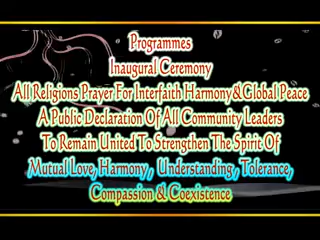 Programmes
Inaugural Ceremony
All Religions Prayer For Interfaith Harmony & Global Peace
A Public Declaration Of All Community Leaders
To Remain United To Strengthen The Spirit Of
Mutual Love, Harmony , Understanding , Tolerance,
Compassion & Coexistence